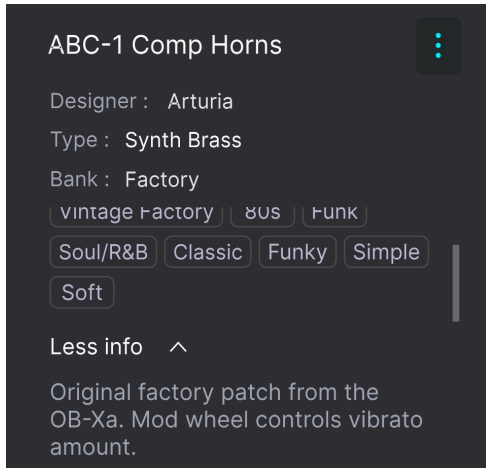 ABC-1 Comp Horns
Designer : Arturia
Type : Synth Brass
Bank : Factory
Vintage Factory 80s Funk
Soul/R&B Classic Funky Simple
Soft
Less info
Original factory patch from the
OB-Xa. Mod wheel controls vibrato
amount.